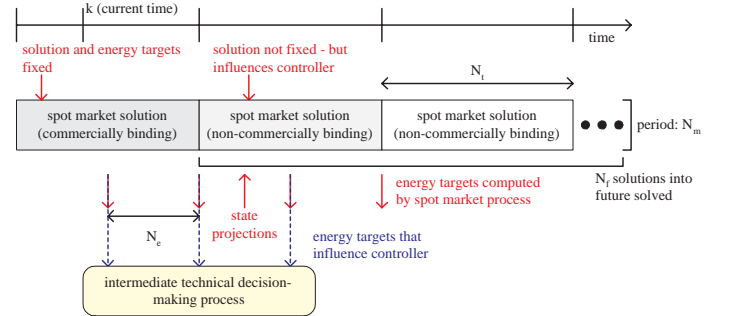 k (current time)
time
solution and energy targets
fixed
solution not fixed - but
influences controller
N_t
spot market solution
(commercially binding)
spot market solution
(non-commercially binding)
spot market solution
(non-commercially binding)
period: N_m
N_f solutions into
future solved
energy targets computed
by spot market process
state
projections
N_e
energy targets that
influence controller
intermediate technical decision-
making process